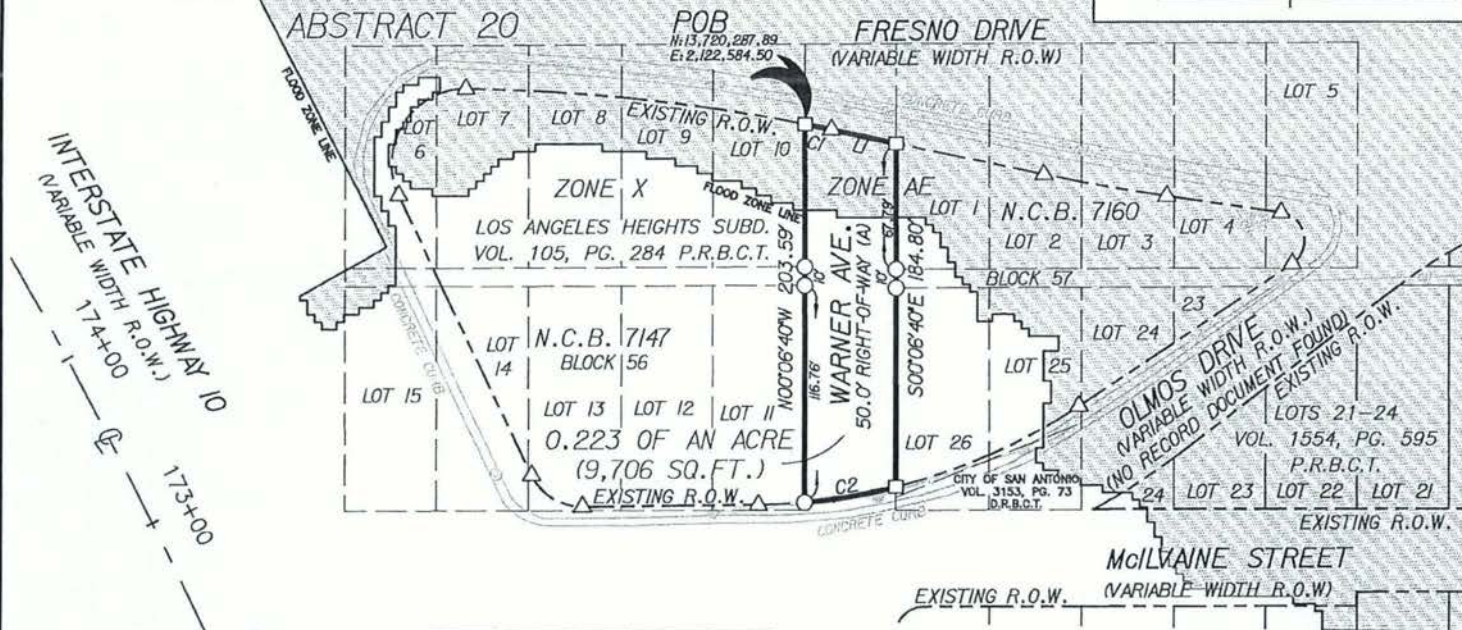 ABSTRACT 20
POB
N:13,720,287.89
E:2,122,584.50
FRESNO DRIVE
(VARIABLE WIDTH R.O.W)
FLOOD ZONE LINE
INTERSTATE HIGHWAY 10
(VARIABLE WIDTH R.O.W.)
174+00
173+00
LOT 6
LOT 7
LOT 8
EXISTING R.O.W.
LOT 9
LOT 10
C1
L1
CONCRETE CURB
LOT 5
ZONE X
FLOOD ZONE LINE
ZONE AE
LOS ANGELES HEIGHTS SUBD.
VOL. 105, PG. 284 P.R.B.C.T.
LOT 1
N.C.B. 7160
LOT 2
LOT 3
LOT 4
BLOCK 57
N00°06'40"W 203.59'
10'
116.76'
WARNER AVE.
50.0' RIGHT-OF-WAY (A)
67.79'
10'
S00°06'40"E 184.80'
CONCRETE CURB
LOT 14
N.C.B. 7147
BLOCK 56
LOT 15
LOT 13
LOT 12
LOT 11
0.223 OF AN ACRE
(9,706 SQ.FT.)
EXISTING R.O.W.
C2
23
LOT 24
LOT 25
LOT 26
OLMOS DRIVE
(VARIABLE WIDTH R.O.W.)
(NO RECORD DOCUMENT FOUND)
EXISTING R.O.W.
CITY OF SAN ANTONIO
VOL. 3153, PG. 73
D.R.B.C.T.
CONCRETE CURB
LOTS 21-24
VOL. 1554, PG. 595
P.R.B.C.T.
24
LOT 23
LOT 22
LOT 21
EXISTING R.O.W.
McILVAINE STREET
(VARIABLE WIDTH R.O.W)
EXISTING R.O.W.